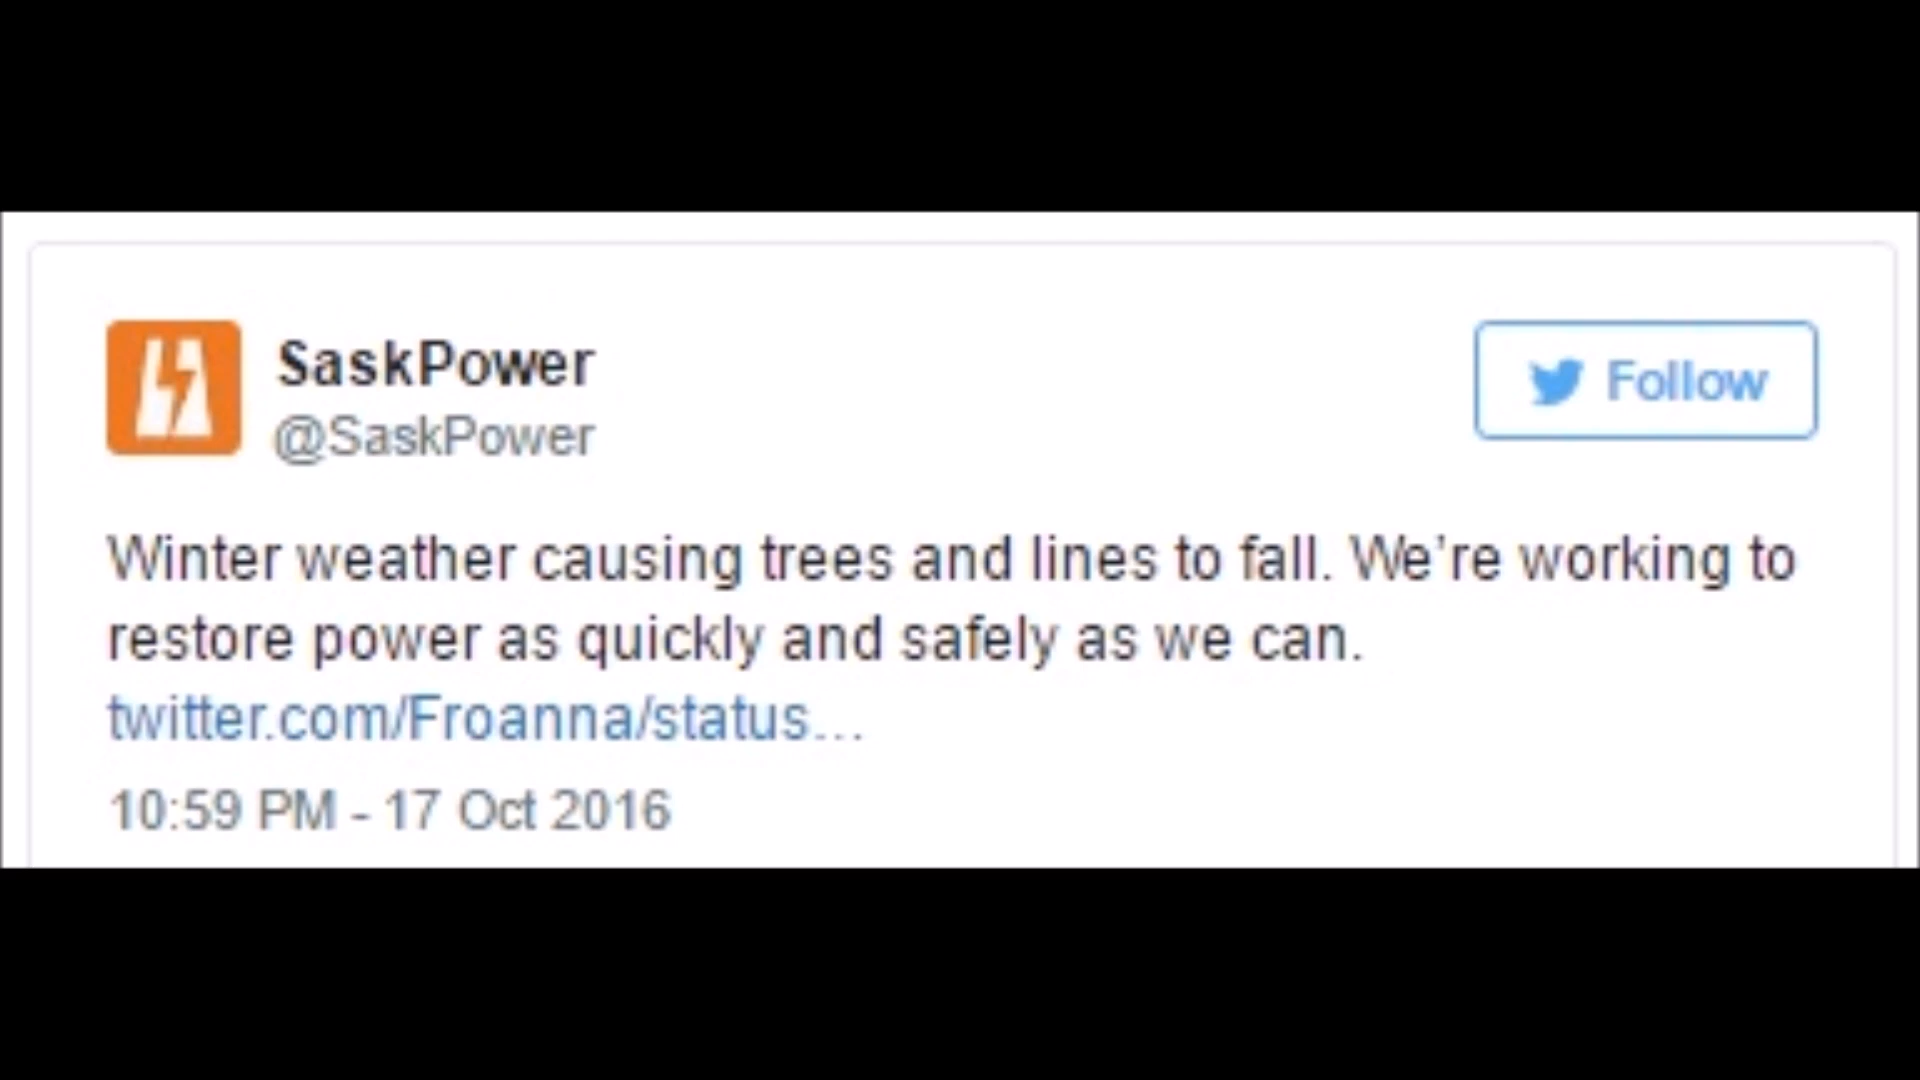 SaskPower
@SaskPower
Follow
Winter weather causing trees and lines to fall. We're working to
restore power as quickly and safely as we can.
twitter.com/Froanna/status…
10:59 PM - 17 Oct 2016